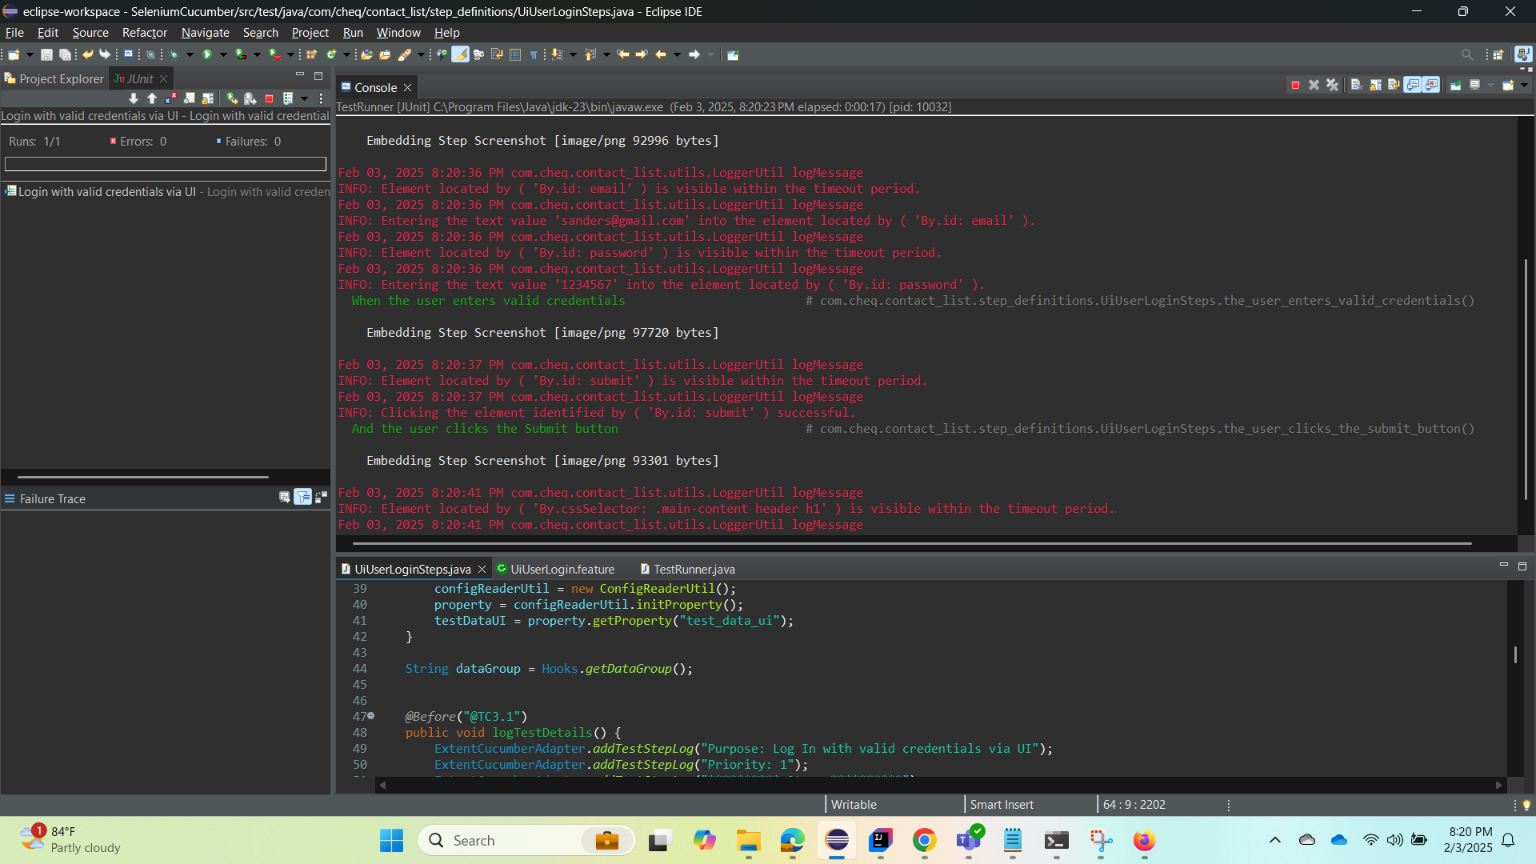 eclipse-workspace - SeleniumCucumber/src/test/java/com/cheq/contact_list/step_definitions/UiUserLoginSteps.java - Eclipse IDE
File Edit Source Refactor Navigate Search Project Run Window Help
Project Explorer
JUnit
Login with valid credentials via UI - Login with valid credential
Runs: 1/1
Errors: 0
Failures: 0
Login with valid credentials via UI - Login with valid creden
Failure Trace
Console
TestRunner [JUnit] C:\Program Files\Java\jdk-23\bin\javaw.exe (Feb 3, 2025, 8:20:23 PM elapsed: 0:00:17) [pid: 10032]
Embedding Step Screenshot [image/png 92996 bytes]
Feb 03, 2025 8:20:36 PM com.cheq.contact_list.utils.LoggerUtil logMessage
INFO: Element located by ( 'By.id: email' ) is visible within the timeout period.
Feb 03, 2025 8:20:36 PM com.cheq.contact_list.utils.LoggerUtil logMessage
INFO: Entering the text value 'sanders@gmail.com' into the element located by ( 'By.id: email' ).
Feb 03, 2025 8:20:36 PM com.cheq.contact_list.utils.LoggerUtil logMessage
INFO: Element located by ( 'By.id: password' ) is visible within the timeout period.
Feb 03, 2025 8:20:36 PM com.cheq.contact_list.utils.LoggerUtil logMessage
INFO: Entering the text value '1234567' into the element located by ( 'By.id: password' ).
When the user enters valid credentials # com.cheq.contact_list.step_definitions.UiUserLoginSteps.the_user_enters_valid_credentials()
Embedding Step Screenshot [image/png 97720 bytes]
Feb 03, 2025 8:20:37 PM com.cheq.contact_list.utils.LoggerUtil logMessage
INFO: Element located by ( 'By.id: submit' ) is visible within the timeout period.
Feb 03, 2025 8:20:37 PM com.cheq.contact_list.utils.LoggerUtil logMessage
INFO: Clicking the element identified by ( 'By.id: submit' ) successful.
And the user clicks the Submit button # com.cheq.contact_list.step_definitions.UiUserLoginSteps.the_user_clicks_the_submit_button()
Embedding Step Screenshot [image/png 93301 bytes]
Feb 03, 2025 8:20:41 PM com.cheq.contact_list.utils.LoggerUtil logMessage
INFO: Element located by ( 'By.cssSelector: .main-content header h1' ) is visible within the timeout period.
Feb 03, 2025 8:20:41 PM com.cheq.contact_list.utils.LoggerUtil logMessage
UiUserLoginSteps.java
UiUserLogin.feature
TestRunner.java
39 configReaderUtil = new ConfigReaderUtil();
40 property = configReaderUtil.initProperty();
41 testDataUI = property.getProperty("test_data_ui");
42 }
43
44 String dataGroup = Hooks.getDataGroup();
45
46
47 @Before("@TC3.1")
48 public void logTestDetails() {
49 ExtentCucumberAdapter.addTestStepLog("Purpose: Log In with valid credentials via UI");
50 ExtentCucumberAdapter.addTestStepLog("Priority: 1");
Writable
Smart Insert
64 : 9 : 2202
1
84°F
Partly cloudy
Search
8:20 PM
2/3/2025